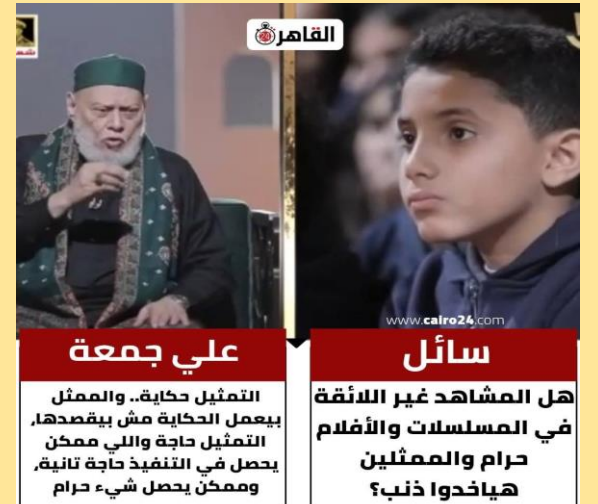 القاهرة 24
www.cairo24.com
سائل
هل المشاهد غير اللائقة
في المسلسلات والأفلام
حرام والممثلين
هياخدوا ذنب؟
علي جمعة
التمثيل حكاية.. والممثل
بيعمل الحكاية مش بيقصدها،
التمثيل حاجة واللي ممكن
يحصل في التنفيذ حاجة تانية،
وممكن يحصل شيء حرام